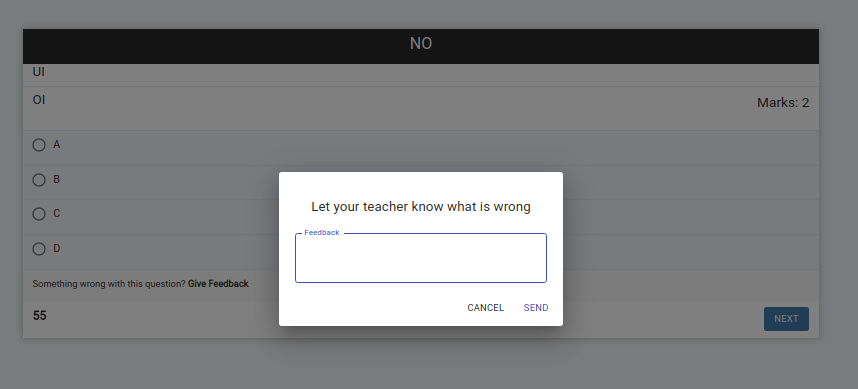 NO
UI
OI
Marks: 2
A
B
C
D
Something wrong with this question? Give Feedback
55
NEXT
Let your teacher know what is wrong
Feedback
CANCEL SEND